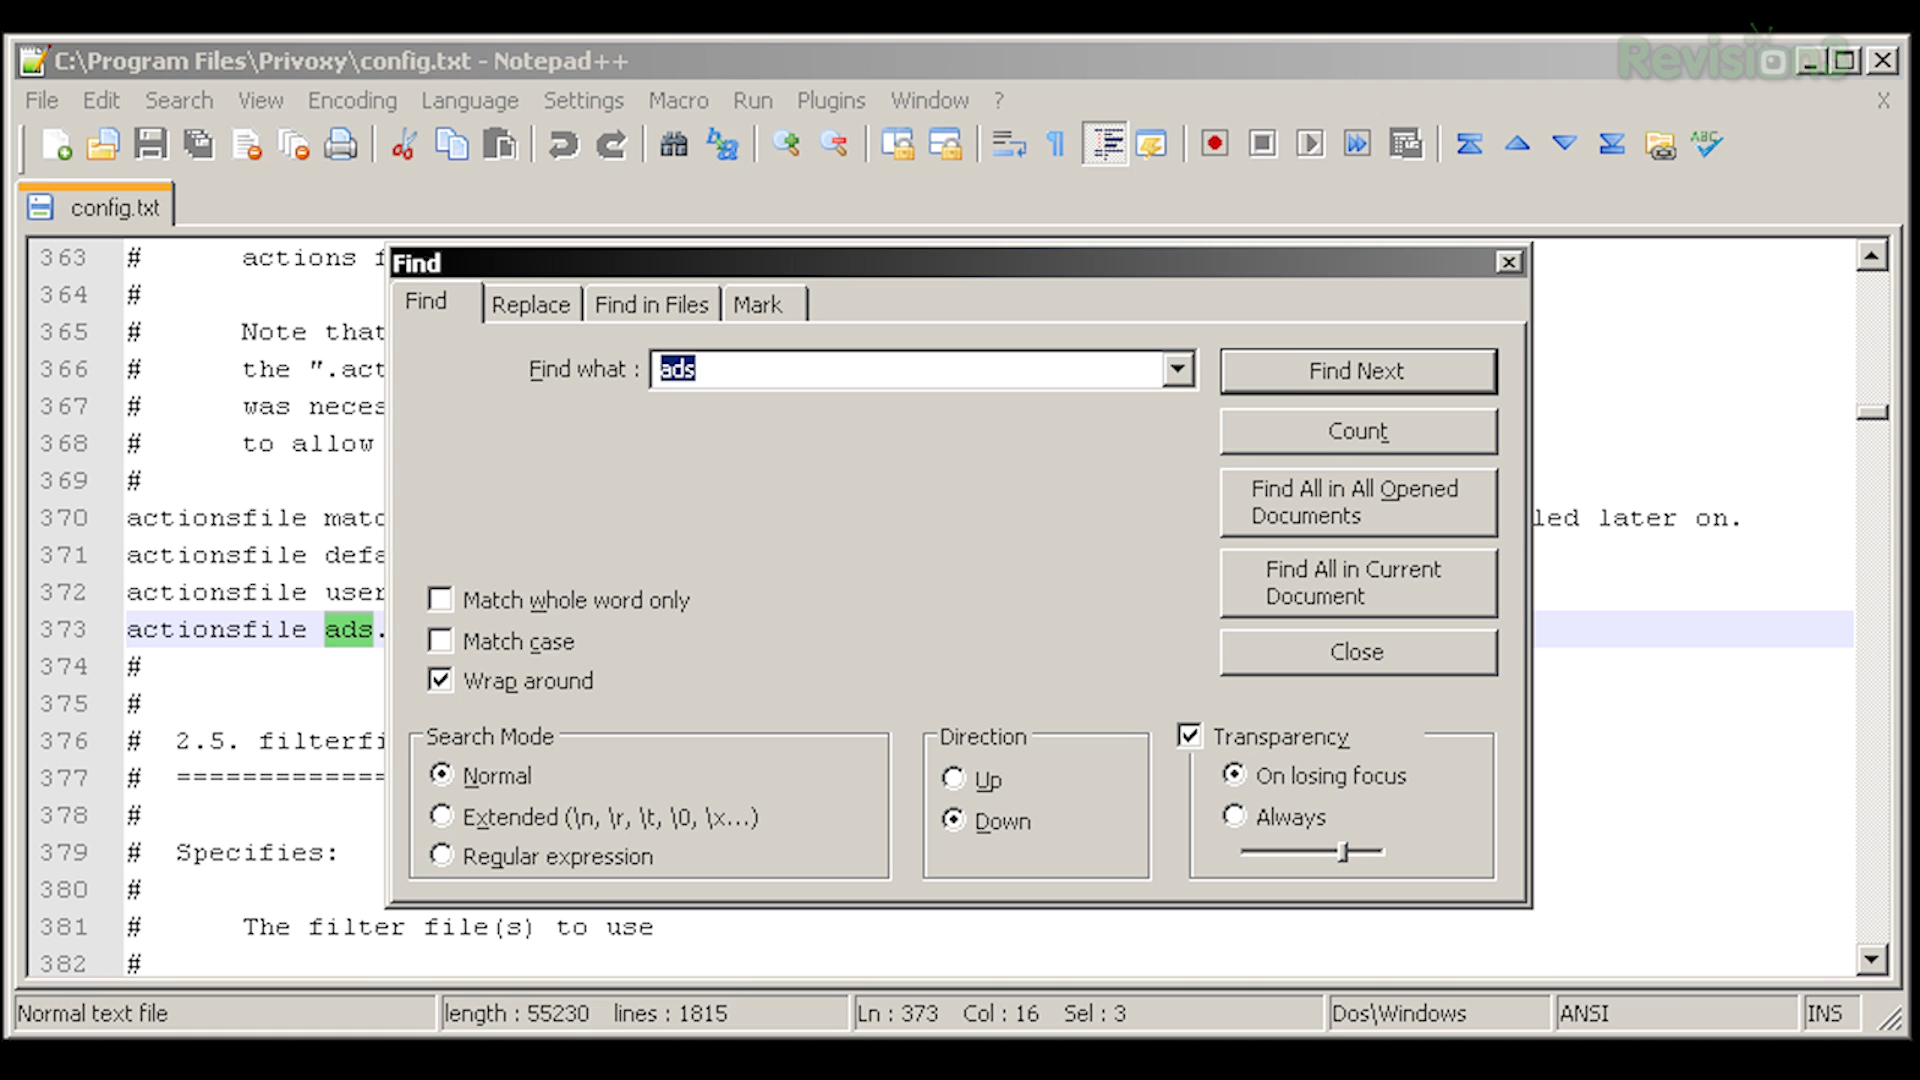 Revision3
C:\Program Files\Privoxy\config.txt - Notepad++
File Edit Search View Encoding Language Settings Macro Run Plugins Window ? X
ABC
config.txt
363 # actions f
364 #
365 # Note that
366 # the ".act
367 # was neces
368 # to allow
369 #
370 actionsfile matc led later on.
371 actionsfile defa
372 actionsfile user
373 actionsfile ads.
374 #
375 #
376 # 2.5. filterfi
377 # =============
378 #
379 # Specifies:
380 #
381 # The filter file(s) to use
382 #
Find
Find Replace Find in Files Mark
Find what : ads
Find Next
Count
Find All in All Opened
Documents
Find All in Current
Document
Close
Match whole word only
Match case
Wrap around
Search Mode
Normal
Extended (\n, \r, \t, \0, \x...)
Regular expression
Direction
Up
Down
Transparency
On losing focus
Always
Normal text file length : 55230 lines : 1815 Ln : 373 Col : 16 Sel : 3 Dos\Windows ANSI INS